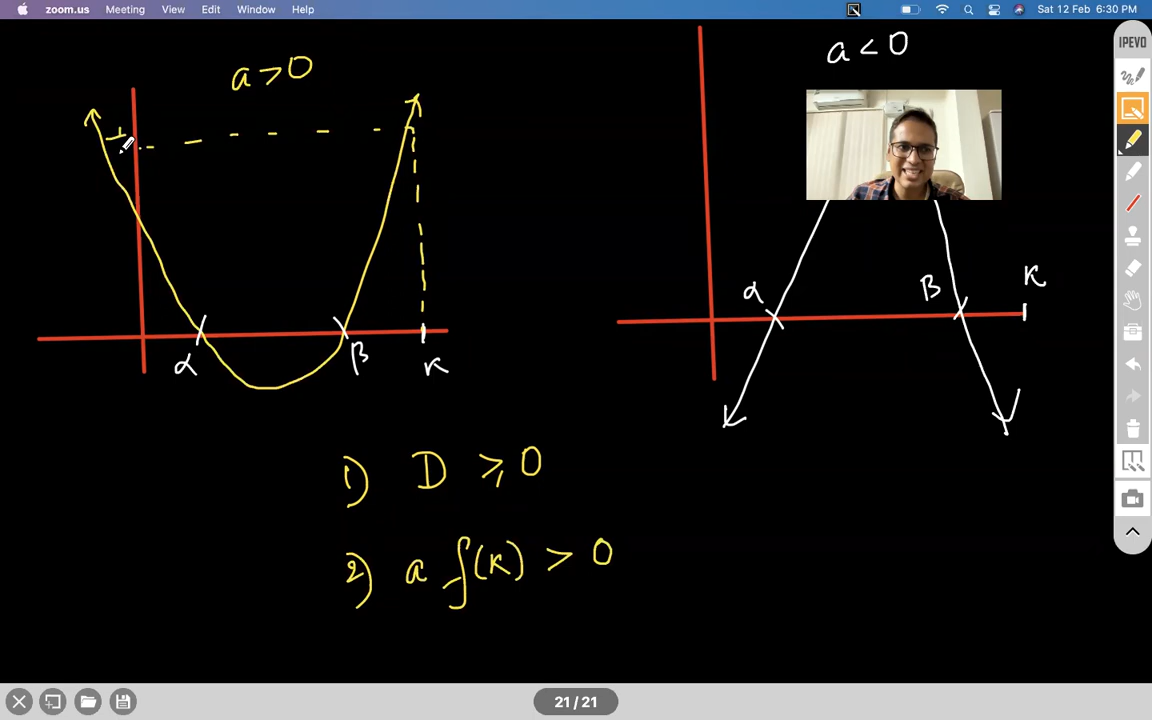 zoom.us Meeting View Edit Window Help Sat 12 Feb 6:30 PM
IPEVO
a > 0
a < 0
+
α β K
α β K
1) D ⩾ 0
2) a f(K) > 0
21 / 21